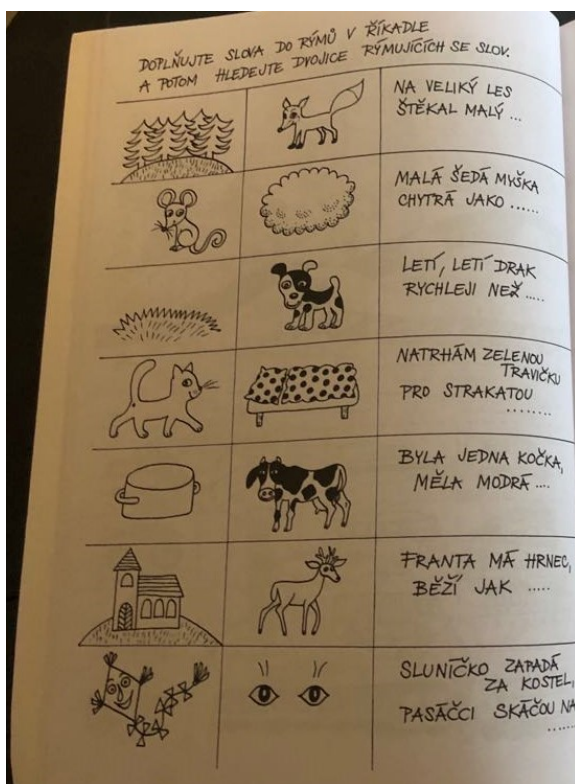 DOPLŇUJTE SLOVA DO RÝMŮ V ŘÍKADLE
A POTOM HLEDEJTE DVOJICE RÝMUJÍCÍCH SE SLOV.
NA VELIKÝ LES
ŠTĚKAL MALÝ ...
MALÁ ŠEDÁ MYŠKA
CHYTRÁ JAKO ......
LETÍ, LETÍ DRAK
RYCHLEJI NEŽ .....
NATRHÁM ZELENOU
TRAVIČKU
PRO STRAKATOU
........
BYLA JEDNA KOČKA,
MĚLA MODRÁ ....
FRANTA MÁ HRNEC,
BĚŽÍ JAK .....
SLUNÍČKO ZAPADÁ
ZA KOSTEL,
PASÁČCI SKÁČOU NA
......